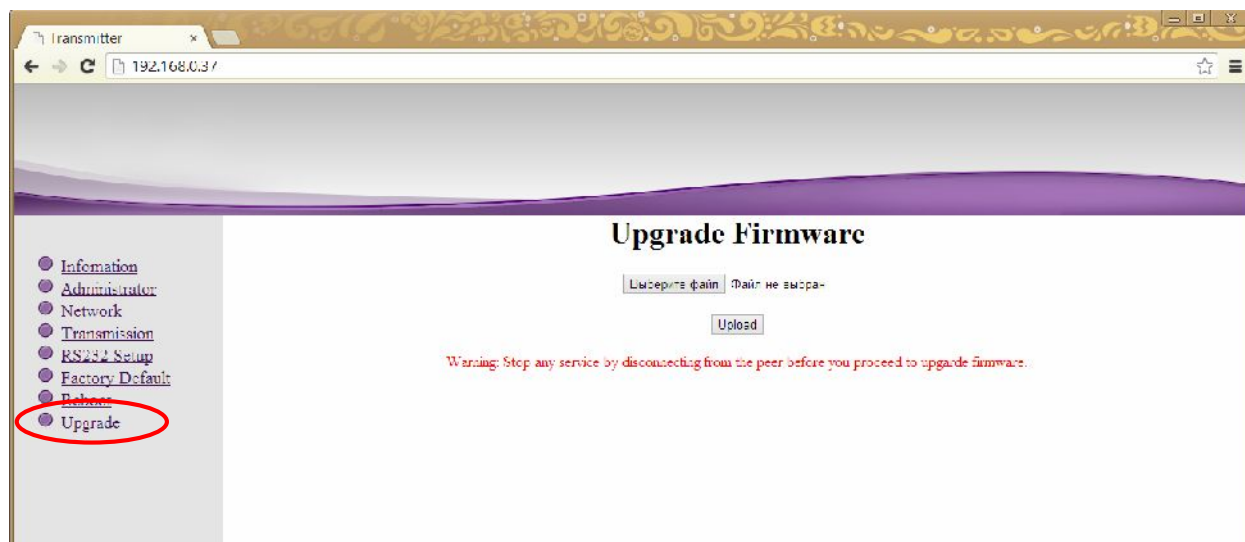 Transmitter
192.168.0.37
Upgrade Firmware
Infomation
Administrator
Network
Transmission
RS232 Setup
Factory Default
Reboot
Upgrade
Выберите файл Файл не выбран
Upload
Warning: Stop any service by disconnecting from the peer before you proceed to upgarde firmware.